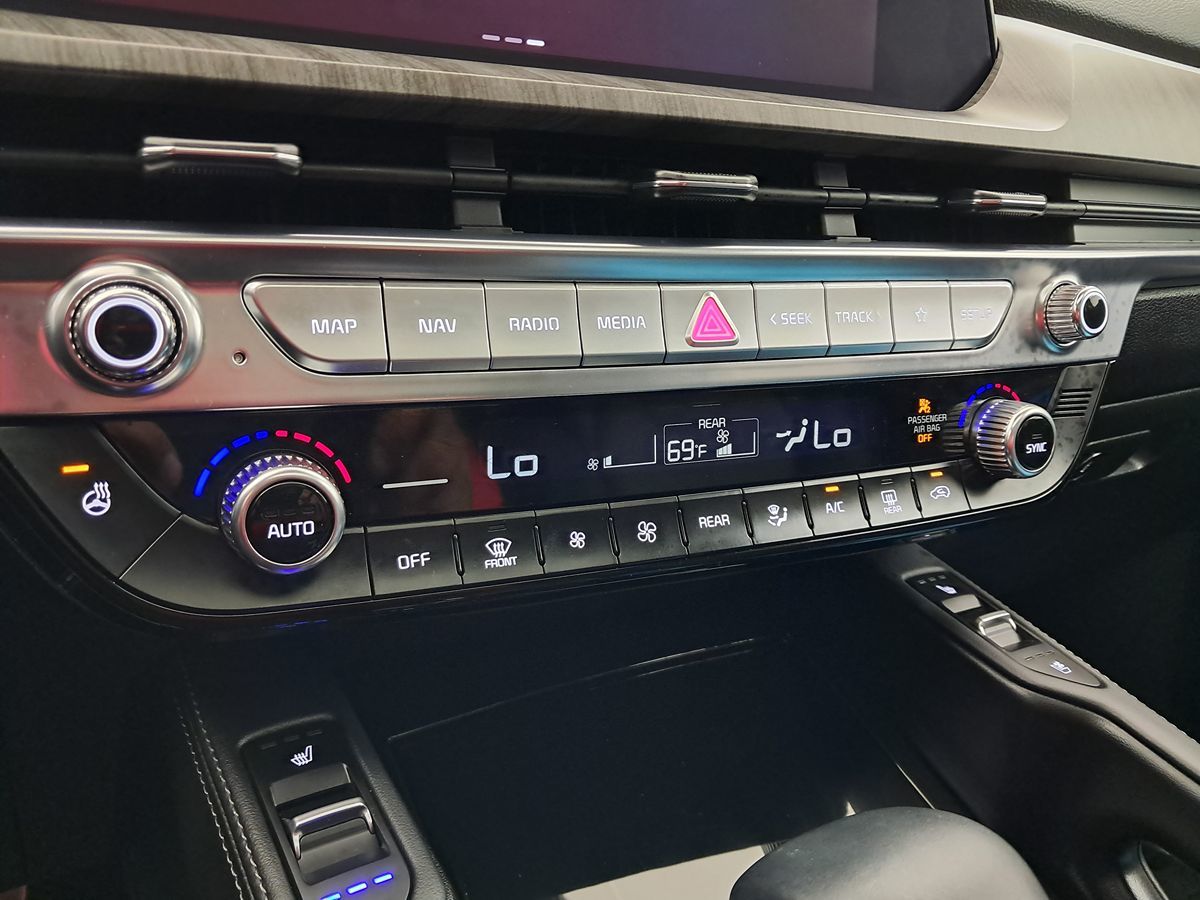 MAP
NAV
RADIO
MEDIA
< SEEK
TRACK >
SETUP
Lo
REAR
69°F
Lo
PASSENGER
AIR BAG
OFF
SYNC
AUTO
OFF
FRONT
REAR
A/C
REAR